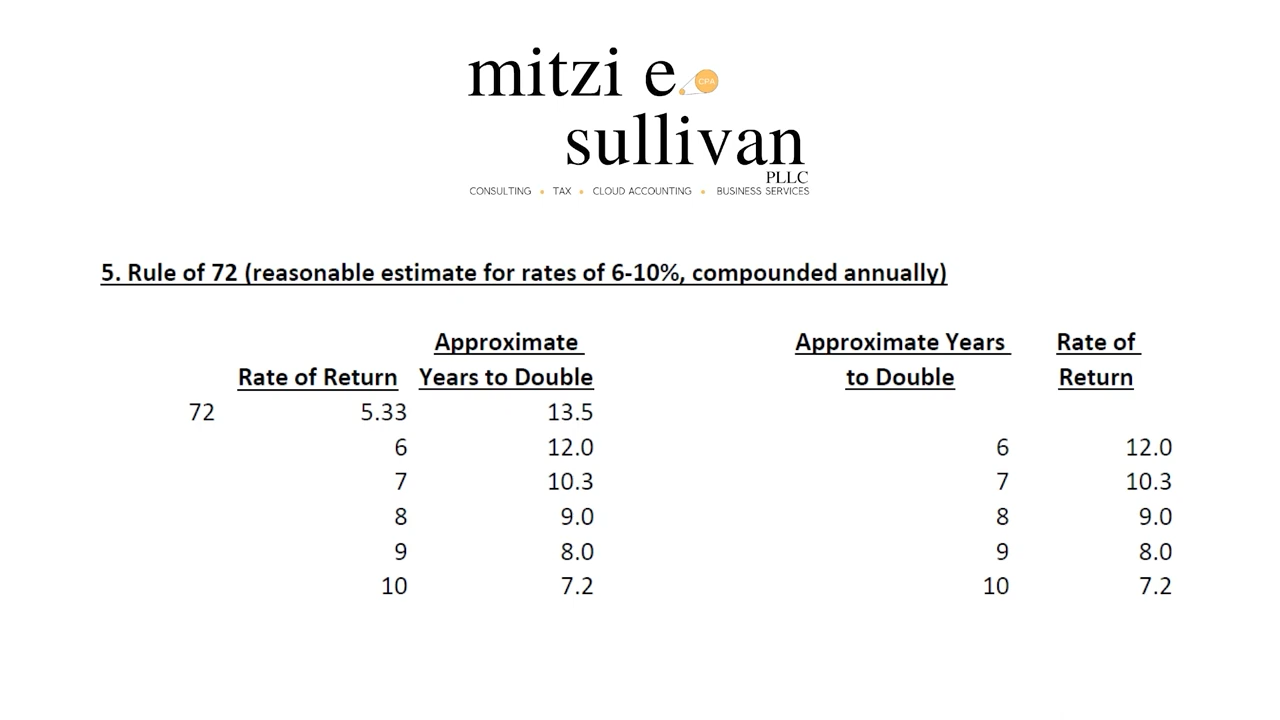 mitzi e.
CPA
sullivan
PLLC
CONSULTING • TAX • CLOUD ACCOUNTING • BUSINESS SERVICES
5. Rule of 72 (reasonable estimate for rates of 6-10%, compounded annually)
Approximate Approximate Years Rate of
Rate of Return Years to Double to Double Return
72 5.33 13.5
6 12.0 6 12.0
7 10.3 7 10.3
8 9.0 8 9.0
9 8.0 9 8.0
10 7.2 10 7.2